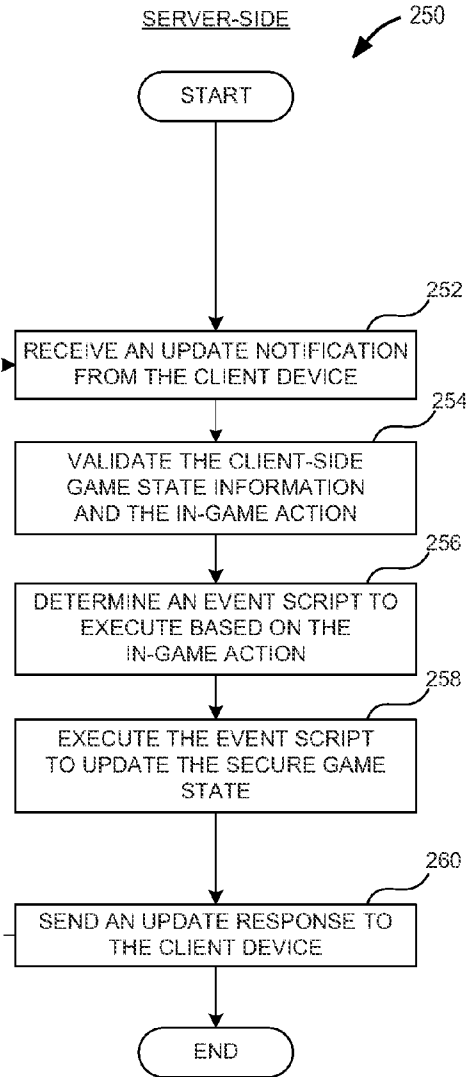 SERVER-SIDE
250
START
252
RECEIVE AN UPDATE NOTIFICATION
FROM THE CLIENT DEVICE
254
VALIDATE THE CLIENT-SIDE
GAME STATE INFORMATION
AND THE IN-GAME ACTION
256
DETERMINE AN EVENT SCRIPT TO
EXECUTE BASED ON THE
IN-GAME ACTION
258
EXECUTE THE EVENT SCRIPT
TO UPDATE THE SECURE GAME
STATE
260
SEND AN UPDATE RESPONSE TO
THE CLIENT DEVICE
END